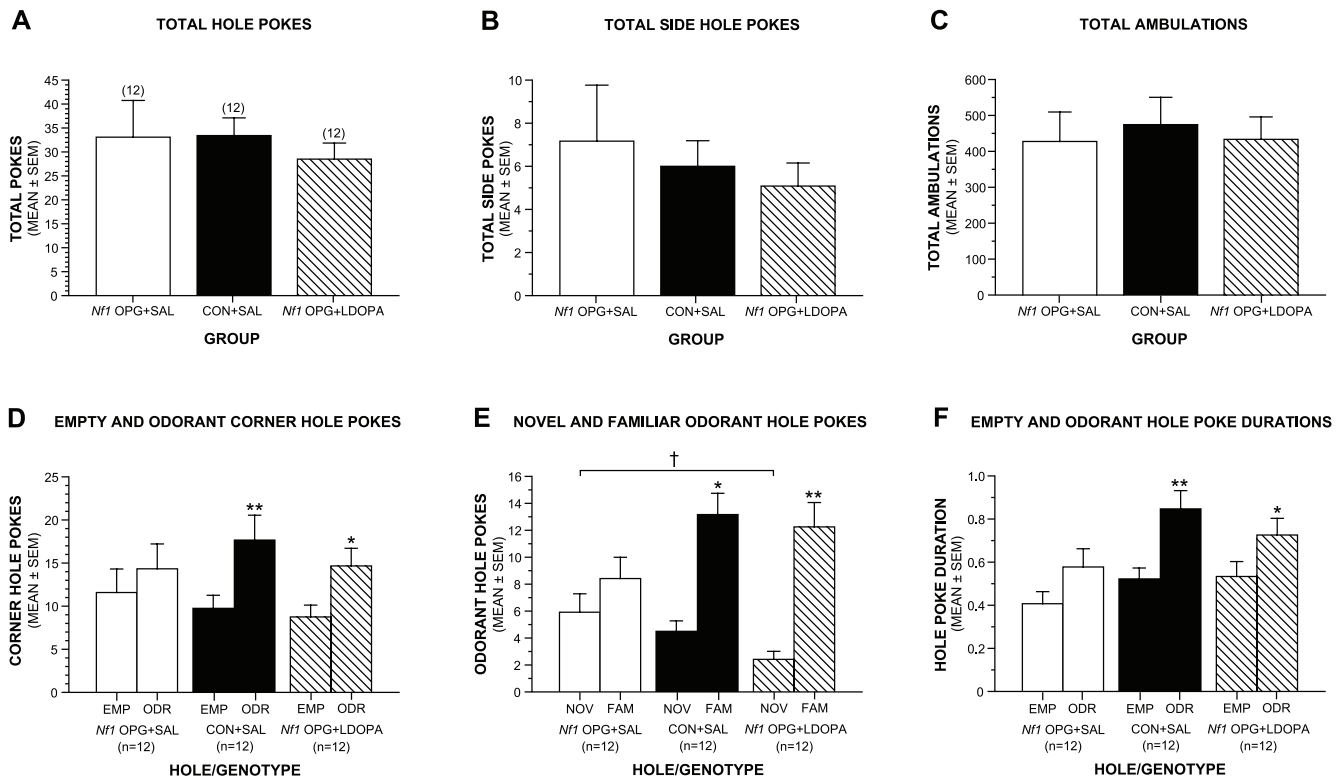 A TOTAL HOLE POKES
TOTAL POKES
(MEAN ± SEM)
45
40
35
30
25
20
15
10
5
0
(12)
(12)
(12)
Nf1 OPG+SAL CON+SAL Nf1 OPG+LDOPA
GROUP
B TOTAL SIDE HOLE POKES
TOTAL SIDE POKES
(MEAN ± SEM)
10
8
6
4
2
0
Nf1 OPG+SAL CON+SAL Nf1 OPG+LDOPA
GROUP
C TOTAL AMBULATIONS
TOTAL AMBULATIONS
(MEAN ± SEM)
600
500
400
300
200
100
0
Nf1 OPG+SAL CON+SAL Nf1 OPG+LDOPA
GROUP
D EMPTY AND ODORANT CORNER HOLE POKES
CORNER HOLE POKES
(MEAN ± SEM)
25
20
15
10
5
0
**
*
EMP ODR EMP ODR EMP ODR
Nf1 OPG+SAL CON+SAL Nf1 OPG+LDOPA
(n=12) (n=12) (n=12)
HOLE/GENOTYPE
E NOVEL AND FAMILIAR ODORANT HOLE POKES
ODORANT HOLE POKES
(MEAN ± SEM)
16
14
12
10
8
6
4
2
0
†
*
**
NOV FAM NOV FAM NOV FAM
Nf1 OPG+SAL CON+SAL Nf1 OPG+LDOPA
(n=12) (n=12) (n=12)
HOLE/GENOTYPE
F EMPTY AND ODORANT HOLE POKE DURATIONS
HOLE POKE DURATION
(MEAN ± SEM)
1.0
0.8
0.6
0.4
0.2
0
**
*
EMP ODR EMP ODR EMP ODR
Nf1 OPG+SAL CON+SAL Nf1 OPG+LDOPA
(n=12) (n=12) (n=12)
HOLE/GENOTYPE